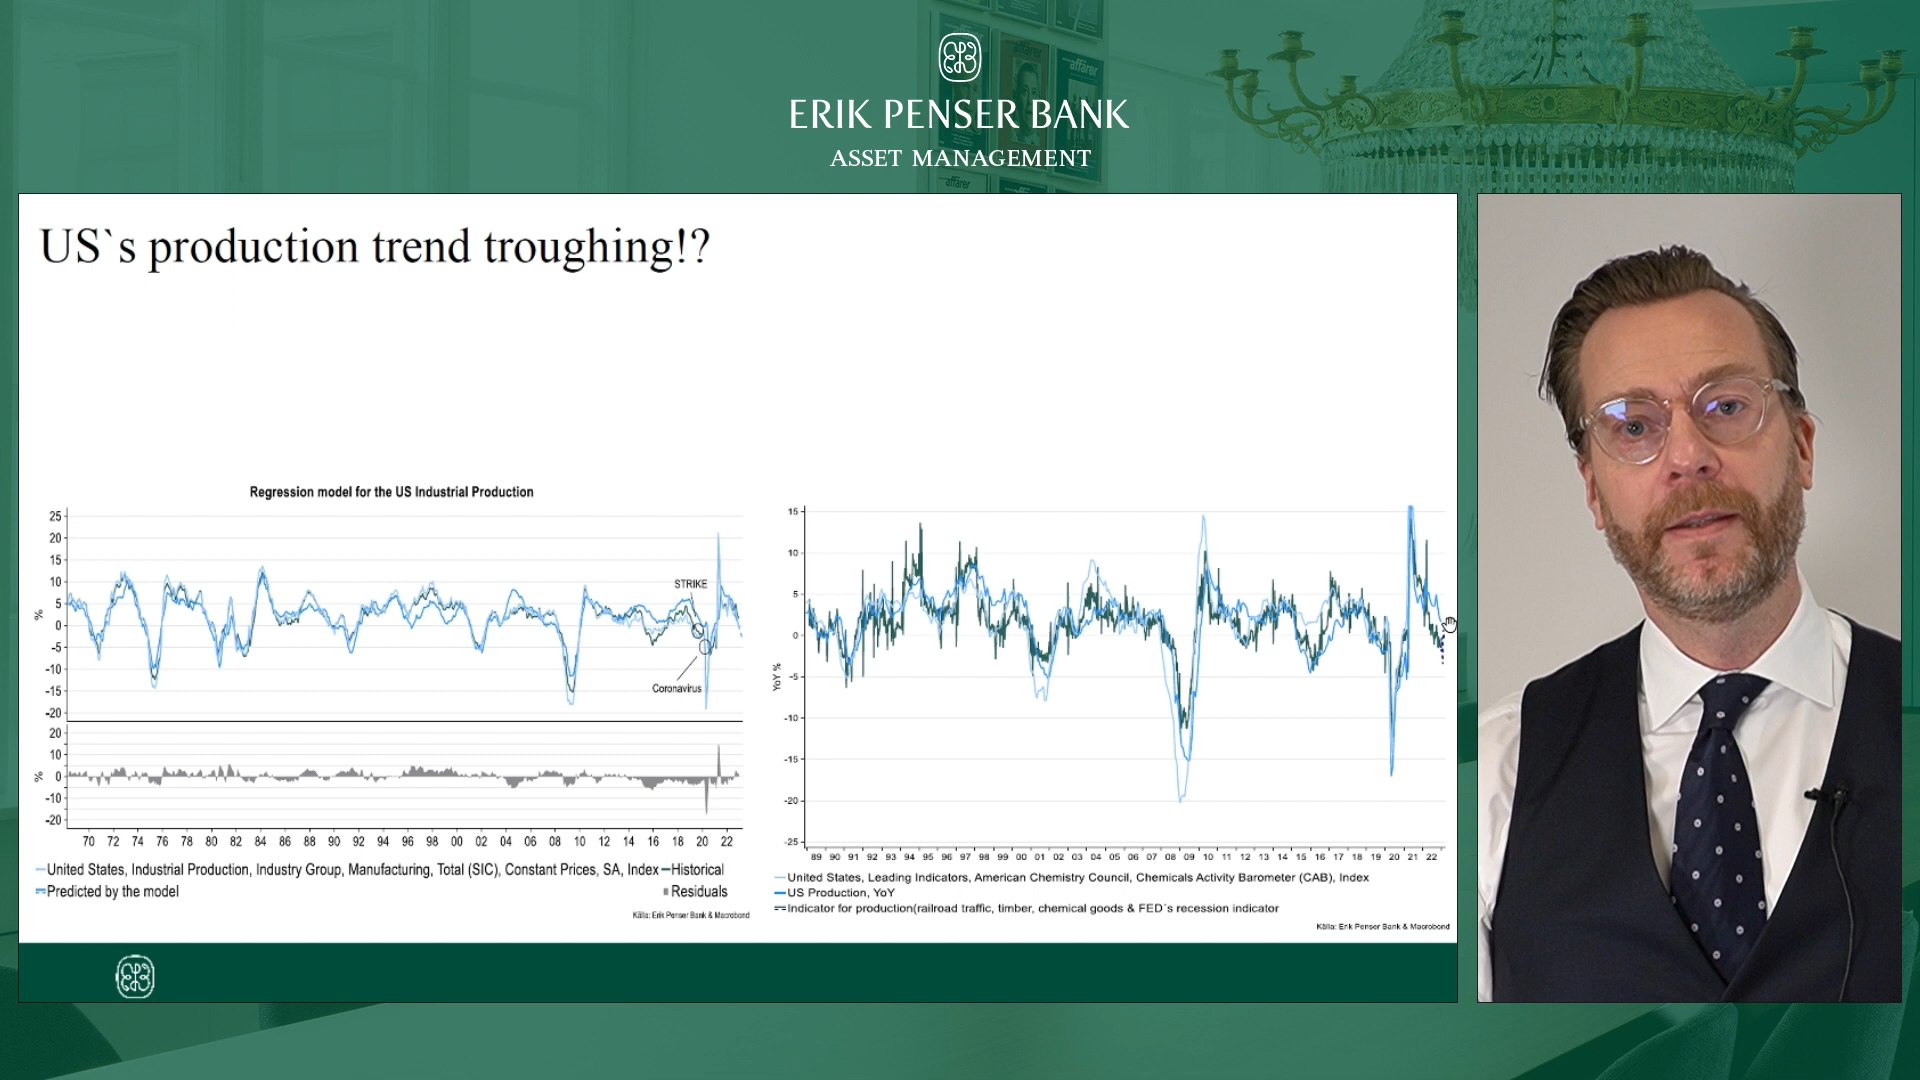 affärer
affärer
affärer
ERIK PENSER BANK
ASSET MANAGEMENT
US`s production trend troughing!?
Regression model for the US Industrial Production
25
20
15
10
5
0
-5
-10
-15
-20
%
STRIKE
Coronavirus
20
10
0
-10
-20
%
70 72 74 76 78 80 82 84 86 88 90 92 94 96 98 00 02 04 06 08 10 12 14 16 18 20 22
United States, Industrial Production, Industry Group, Manufacturing, Total (SIC), Constant Prices, SA, Index Historical
Predicted by the model Residuals
Källa: Erik Penser Bank & Macrobond
15
10
5
0
-5
-10
-15
-20
-25
YoY %
89 90 91 92 93 94 95 96 97 98 99 00 01 02 03 04 05 06 07 08 09 10 11 12 13 14 15 16 17 18 19 20 21 22
United States, Leading Indicators, American Chemistry Council, Chemicals Activity Barometer (CAB), Index
US Production, YoY
Indicator for production(railroad traffic, timber, chemical goods & FED´s recession indicator
Källa: Erik Penser Bank & Macrobond